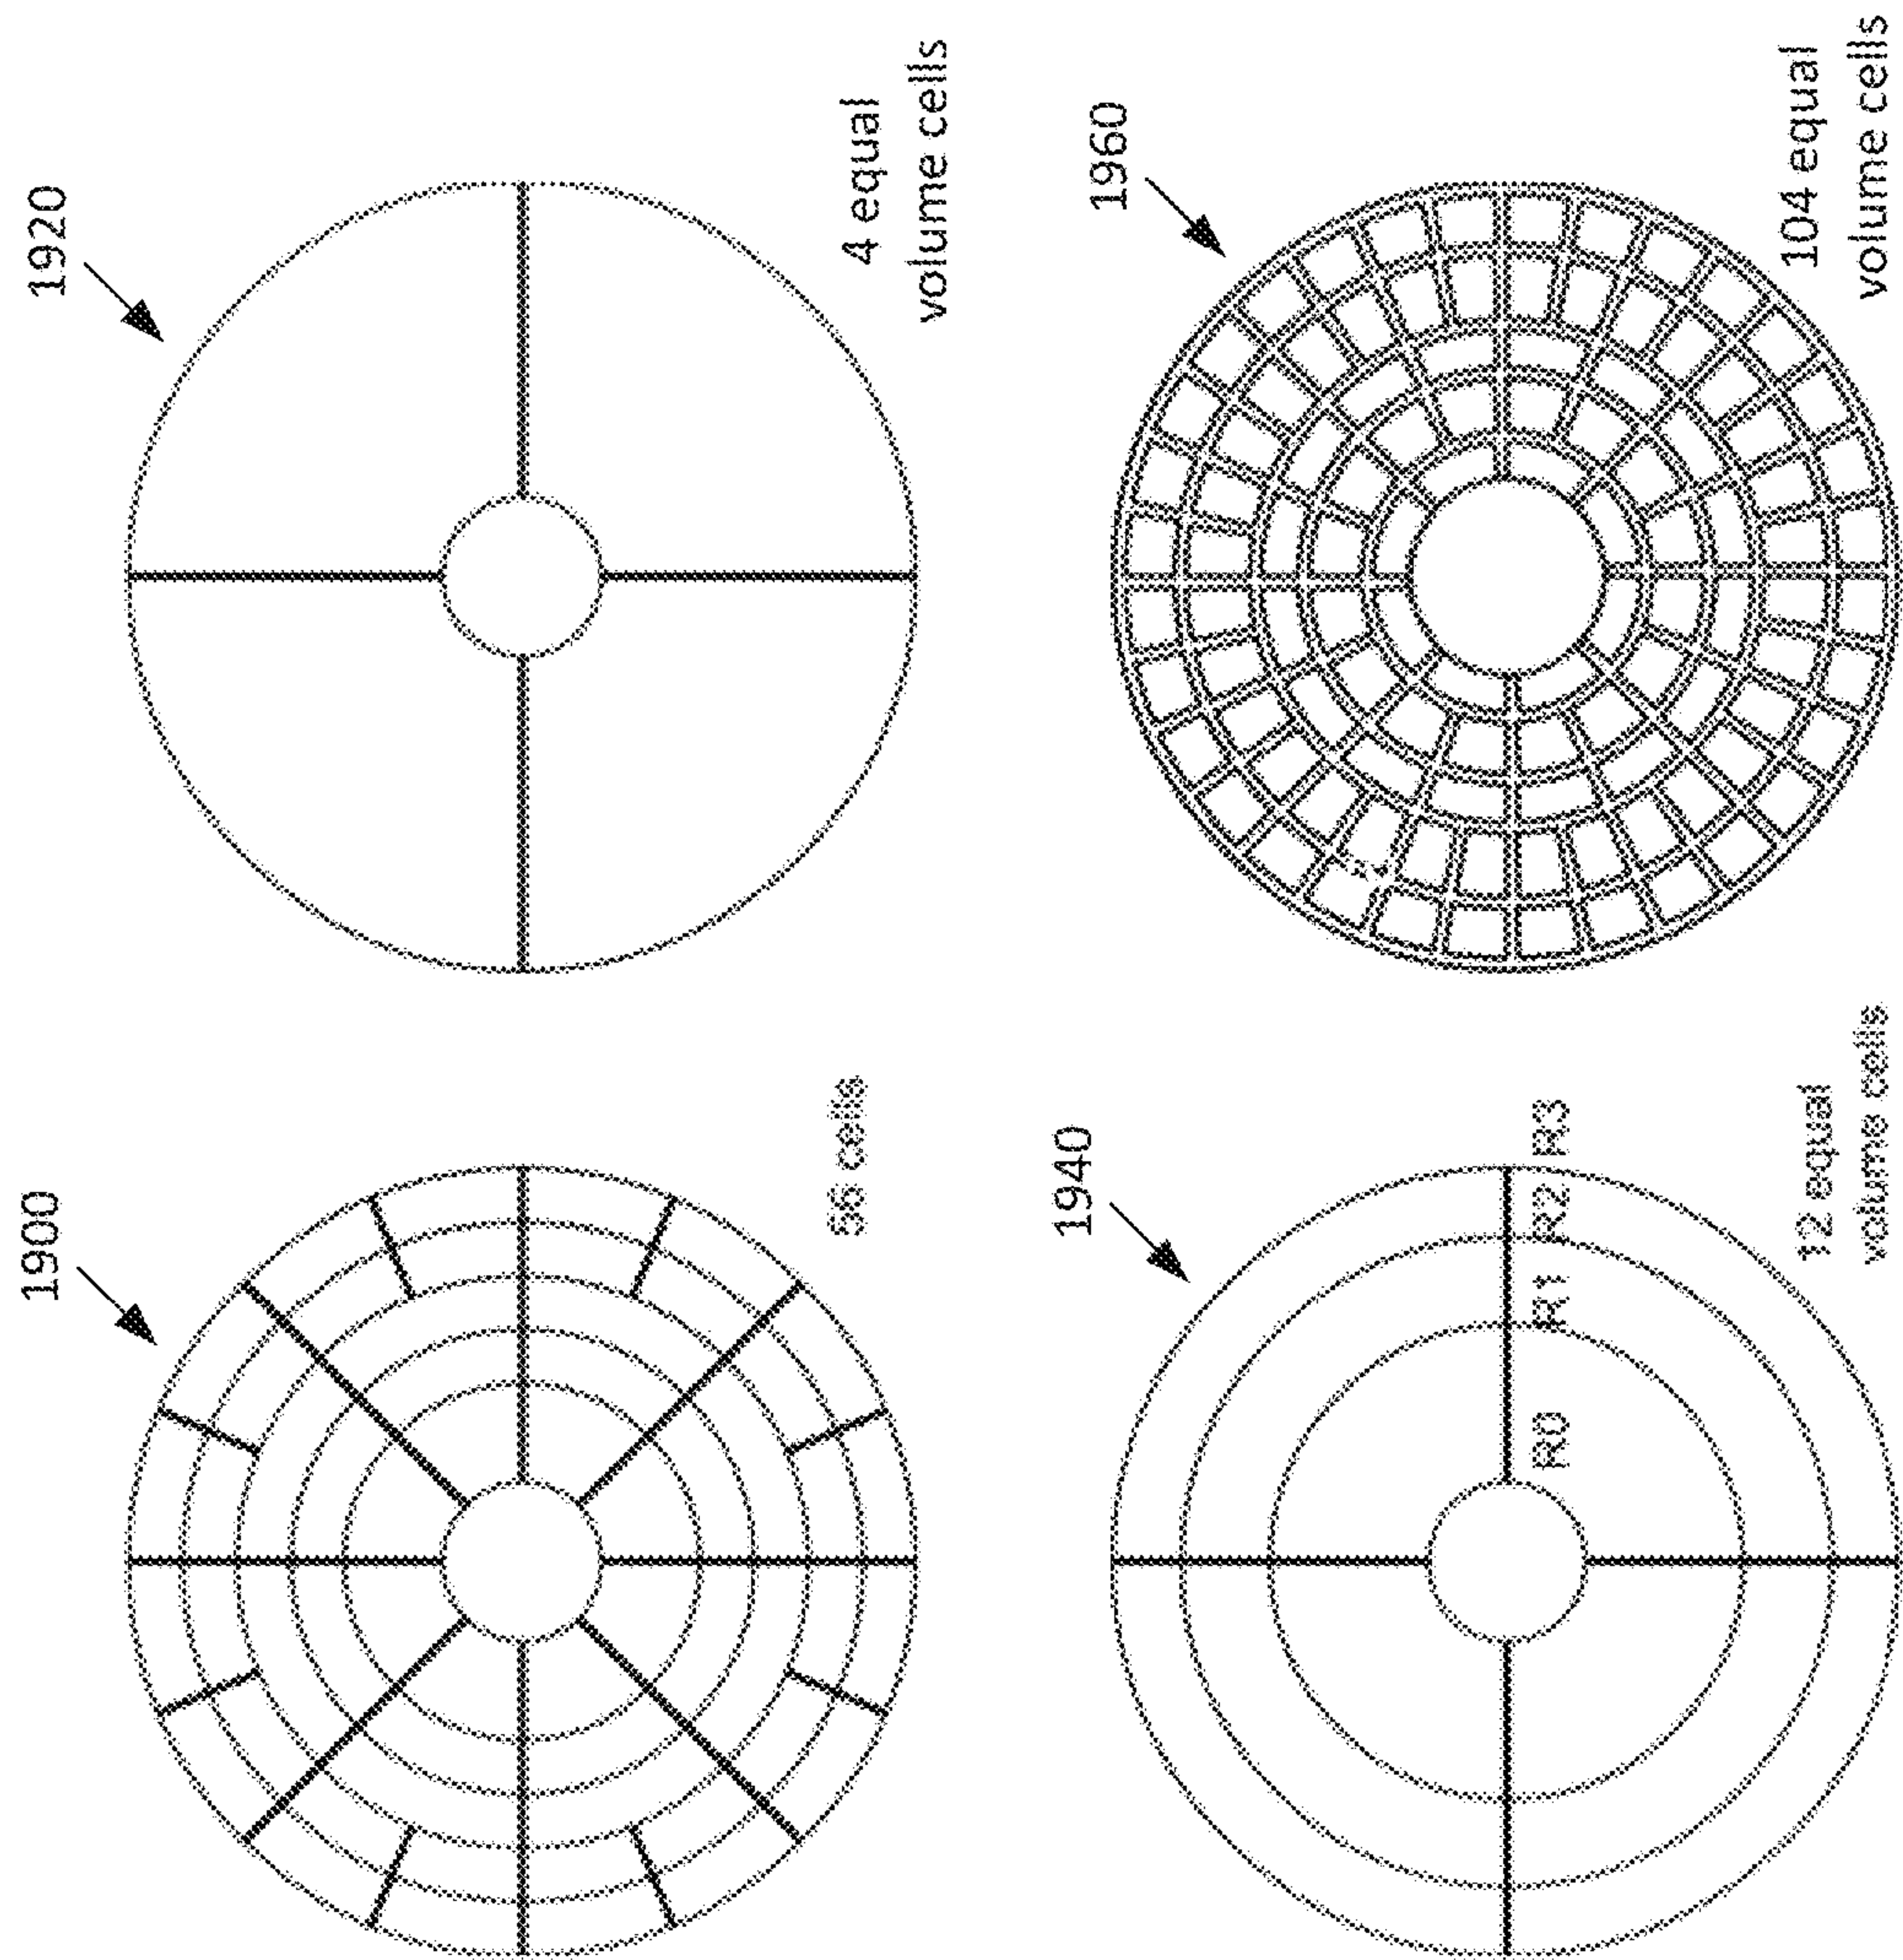 1900
56 cells
1920
4 equal
volume cells
1940
R0 R1 R2 R3
12 equal
volume cells
1960
104 equal
volume cells